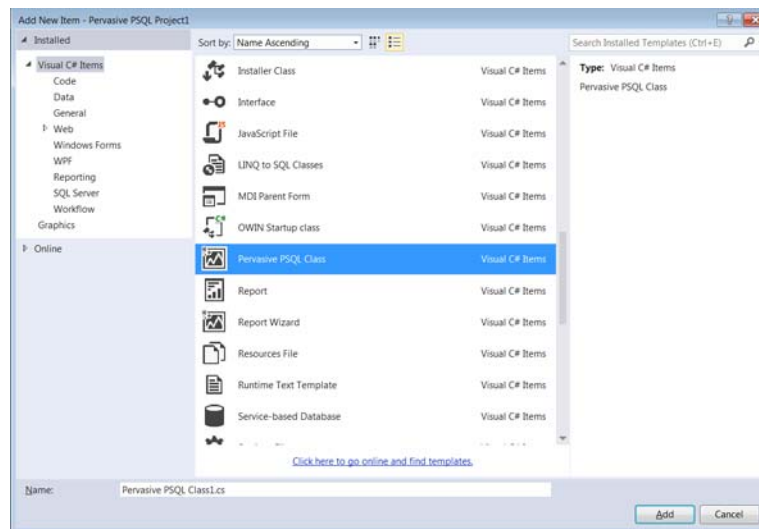 Add New Item - Pervasive PSQL Project1
Installed
Sort by: Name Ascending
Search Installed Templates (Ctrl+E)
Visual C# Items
Code
Data
General
Web
Windows Forms
WPF
Reporting
SQL Server
Workflow
Graphics
Online
Installer Class Visual C# Items
Interface Visual C# Items
JavaScript File Visual C# Items
LINQ to SQL Classes Visual C# Items
MDI Parent Form Visual C# Items
OWIN Startup class Visual C# Items
Pervasive PSQL Class Visual C# Items
Report Visual C# Items
Report Wizard Visual C# Items
Resources File Visual C# Items
Runtime Text Template Visual C# Items
Service-based Database Visual C# Items
Click here to go online and find templates.
Type: Visual C# Items
Pervasive PSQL Class
Name: Pervasive PSQL Class1.cs
Add Cancel